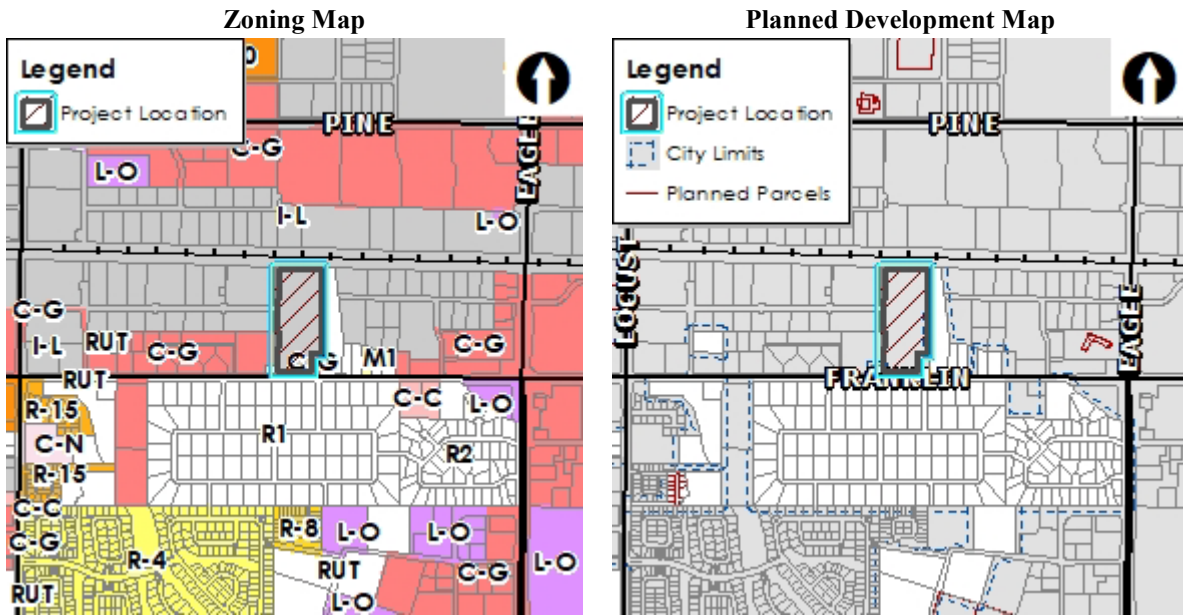 Zoning Map
Legend
Project Location
PINE
C-G
L-O
I-L
L-O
C-G
I-L
RUT
C-G
C-G
M1
C-G
RUT
R-15
C-N
R-15
C-C
C-G
R1
C-C
L-O
R2
R-8
L-O
L-O
R-4
RUT
C-G
L-O
RUT
L-O
Planned Development Map
Legend
Project Location
City Limits
Planned Parcels
PINE
LOCUST
EAGLE
FRANKLIN